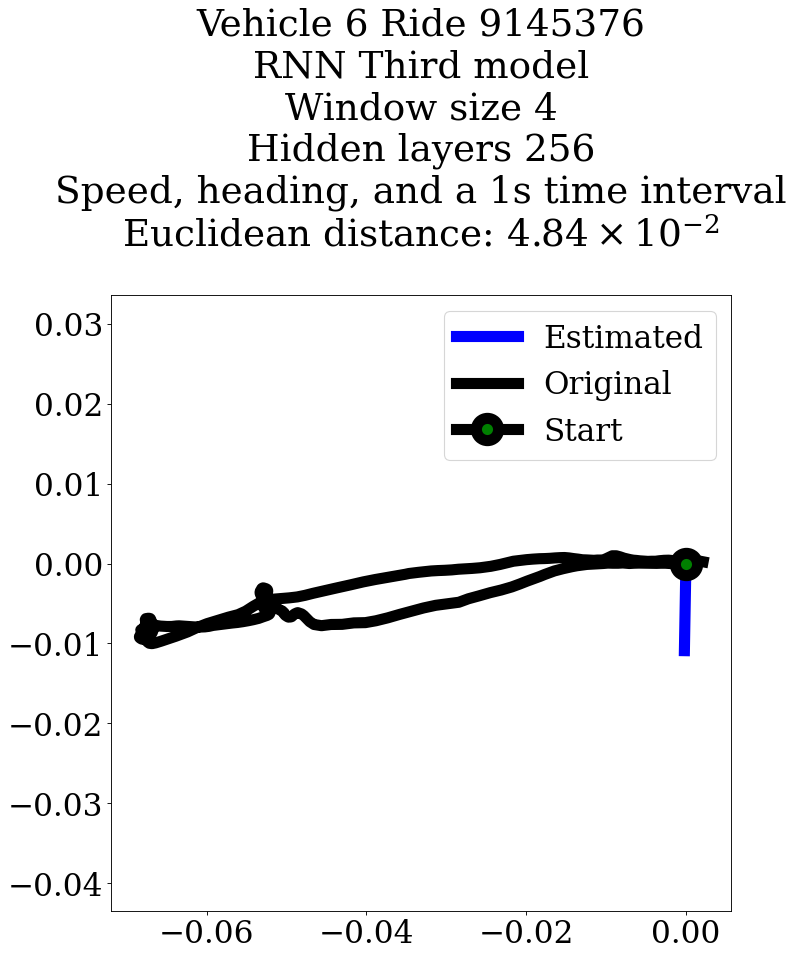 Vehicle 6 Ride 9145376
RNN Third model
Window size 4
Hidden layers 256
Speed, heading, and a 1s time interval
Euclidean distance: 4.84 × 10⁻²
Estimated
Original
Start
0.03
0.02
0.01
0.00
−0.01
−0.02
−0.03
−0.04
−0.06 −0.04 −0.02 0.00